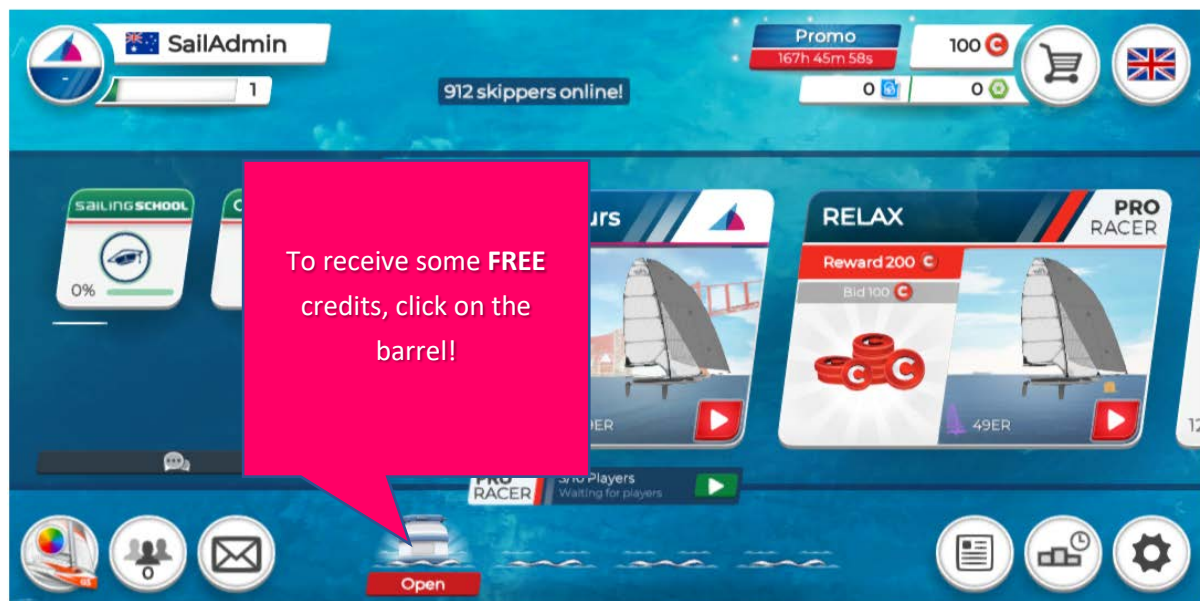 SailAdmin
1
912 skippers online!
Promo
167h 45m 58s
100
0
0
SAILING SCHOOL
0%
To receive some FREE
credits, click on the
barrel!
urs
RELAX
PRO
RACER
Reward 200
Bid 100
C
C
49ER
PRO
RACER
3/10 Players
Waiting for players
0
Open